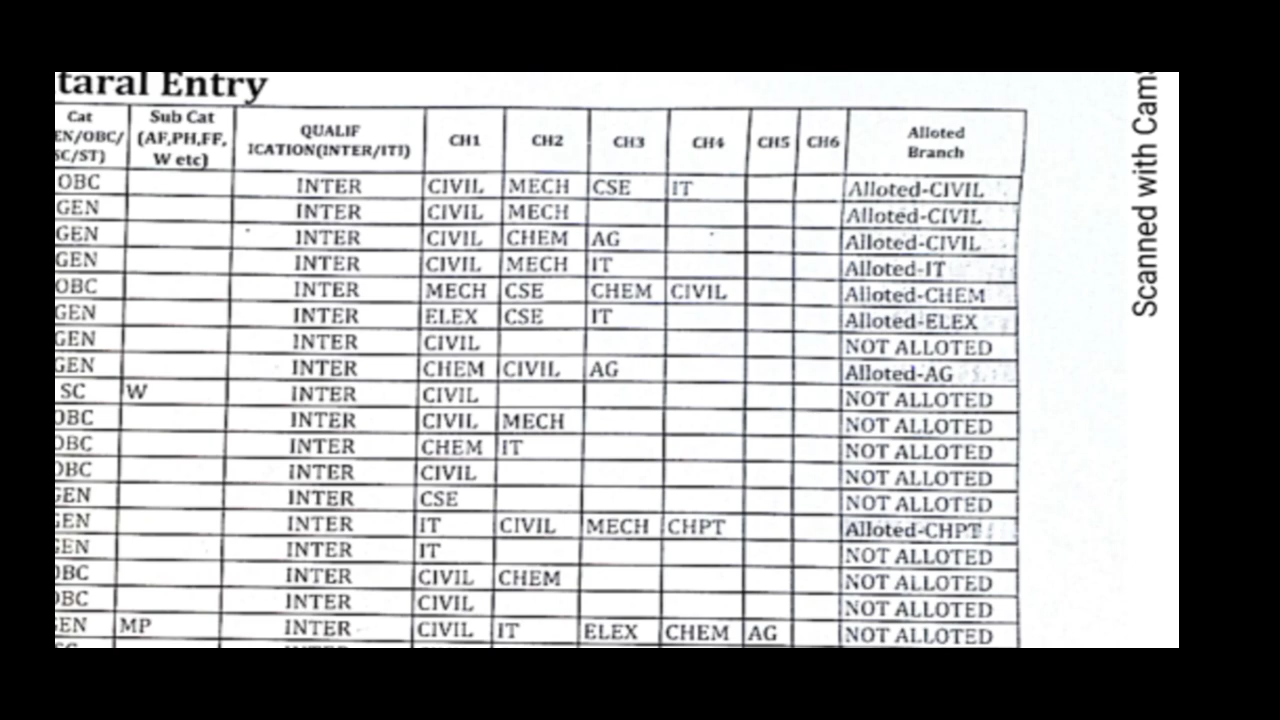 taral Entry
Cat
EN/OBC/
SC/ST)
Sub Cat
(AF,PH,FF,
W etc)
QUALIF
ICATION(INTER/ITI)
CH1 CH2 CH3 CH4 CH5 CH6
Alloted
Branch
OBC INTER CIVIL MECH CSE IT Alloted-CIVIL
GEN INTER CIVIL MECH Alloted-CIVIL
GEN INTER CIVIL CHEM AG Alloted-CIVIL
GEN INTER CIVIL MECH IT Alloted-IT
OBC INTER MECH CSE CHEM CIVIL Alloted-CHEM
GEN INTER ELEX CSE IT Alloted-ELEX
GEN INTER CIVIL NOT ALLOTED
GEN INTER CHEM CIVIL AG Alloted-AG
SC W INTER CIVIL NOT ALLOTED
OBC INTER CIVIL MECH NOT ALLOTED
OBC INTER CHEM IT NOT ALLOTED
OBC INTER CIVIL NOT ALLOTED
GEN INTER CSE NOT ALLOTED
GEN INTER IT CIVIL MECH CHPT Alloted-CHPT
GEN INTER IT NOT ALLOTED
OBC INTER CIVIL CHEM NOT ALLOTED
OBC INTER CIVIL NOT ALLOTED
GEN MP INTER CIVIL IT ELEX CHEM AG NOT ALLOTED
Scanned with Cam